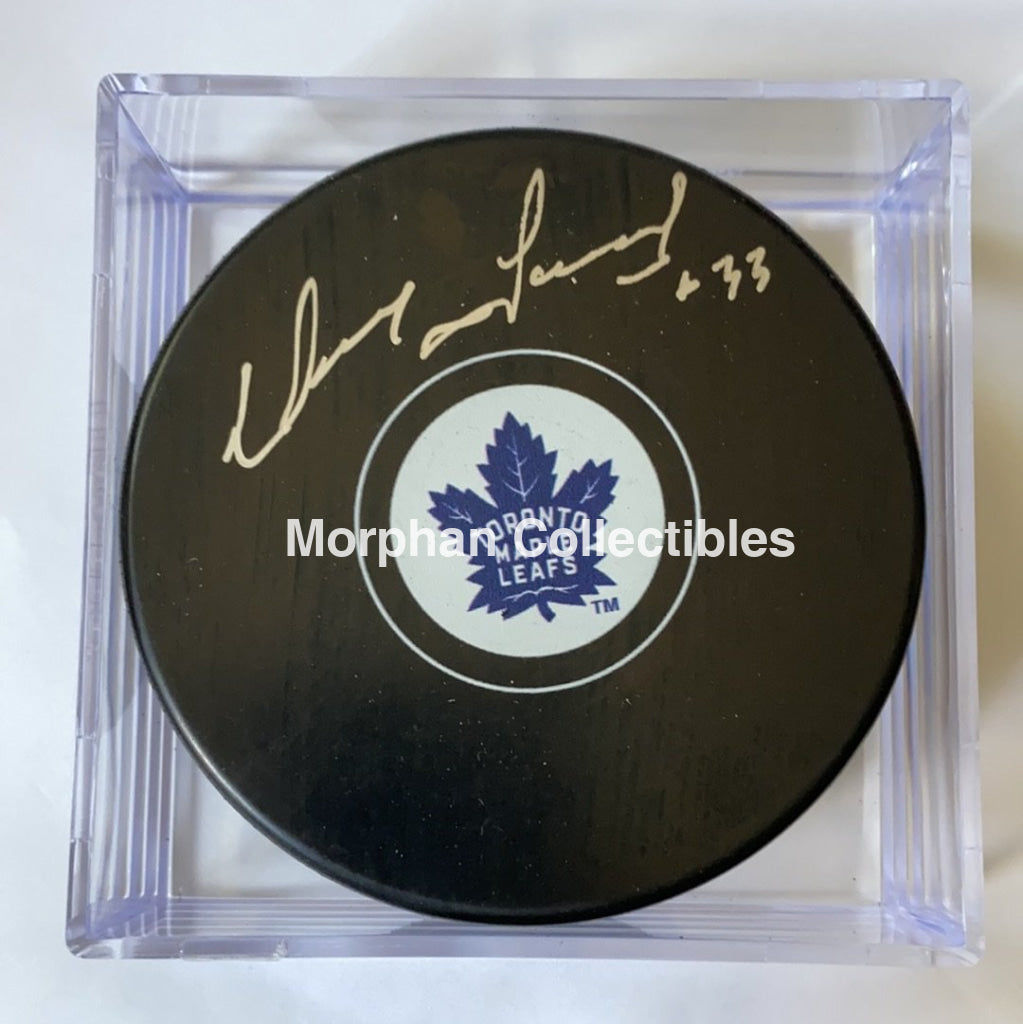 #33
TORONTO
MAPLE
LEAFS
TM
Morphan Collectibles